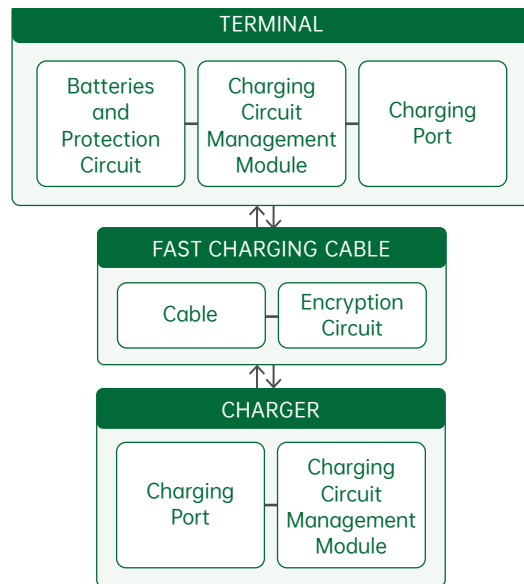 TERMINAL
Batteries
and
Protection
Circuit
Charging
Circuit
Management
Module
Charging
Port
FAST CHARGING CABLE
Cable
Encryption
Circuit
CHARGER
Charging
Port
Charging
Circuit
Management
Module